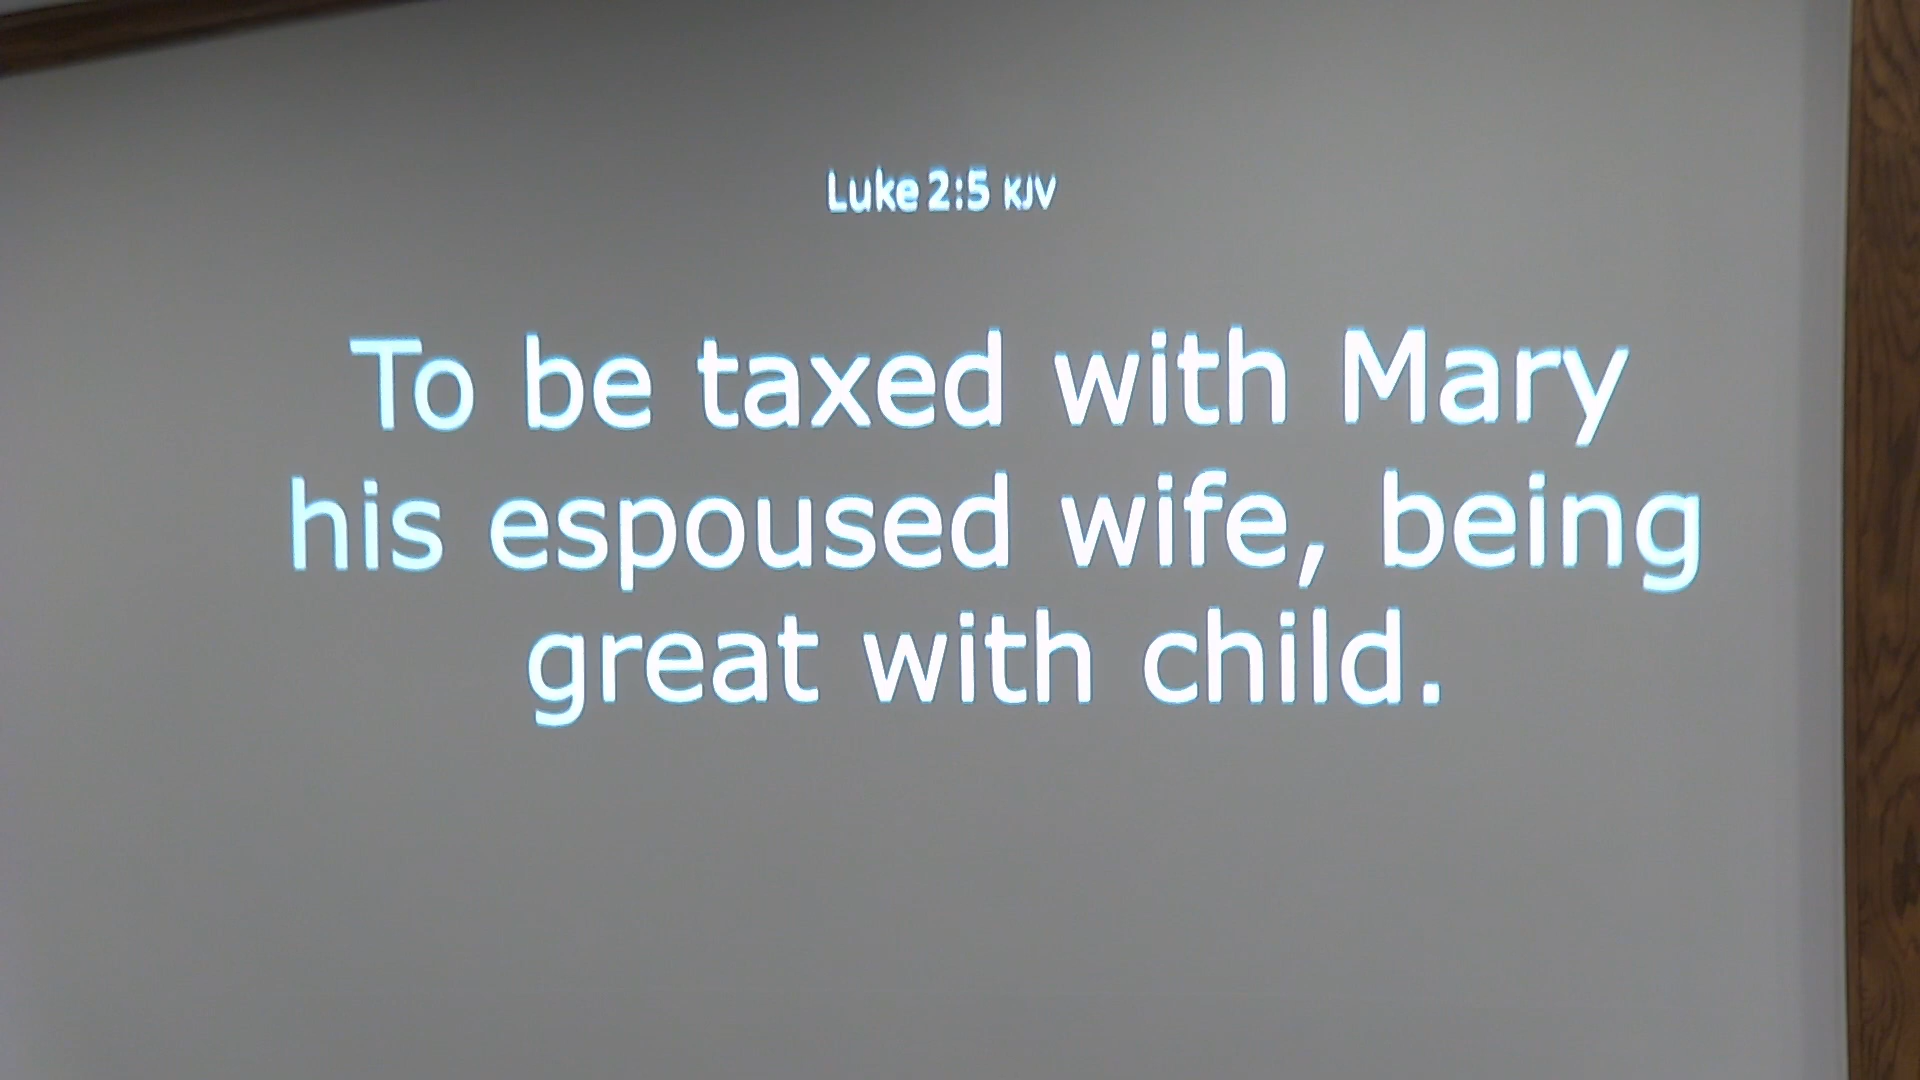 Luke 2:5 KJV
To be taxed with Mary
his espoused wife, being
great with child.